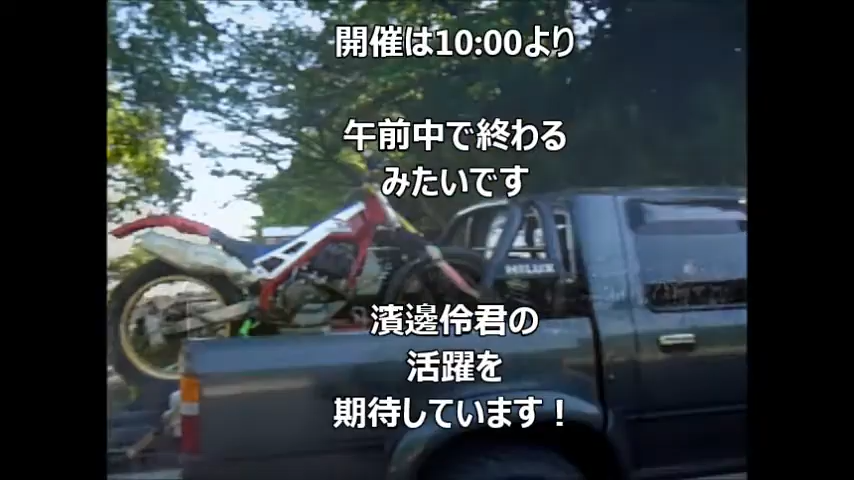 開催は10:00より
午前中で終わる
みたいです
HILUX
濱邊伶君の
活躍を
期待しています！